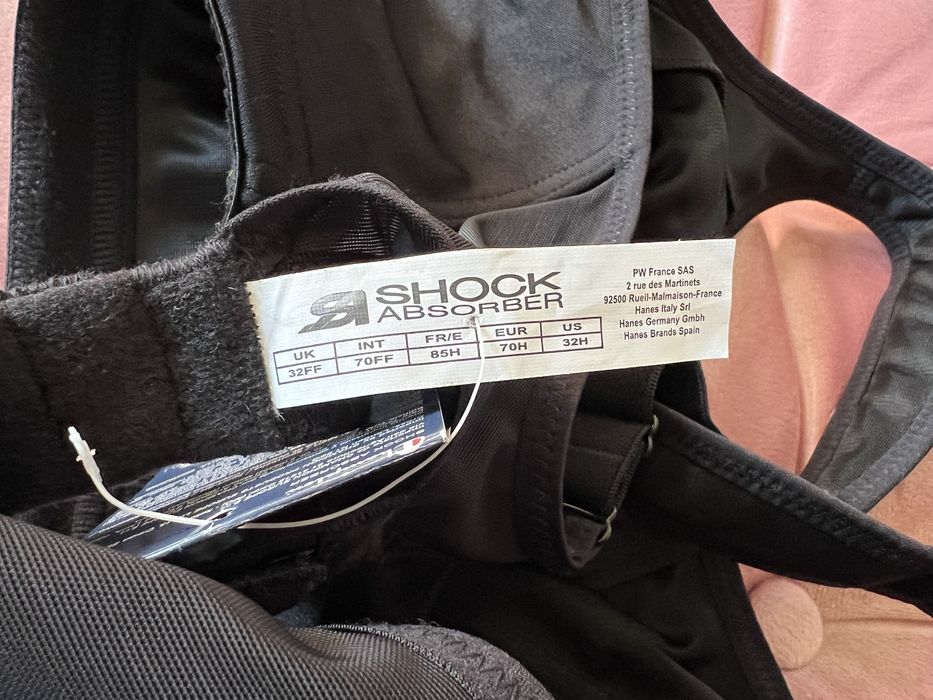 SHOCK
ABSORBER
UK INT FR/E EUR US
32FF 70FF 85H 70H 32H
PW France SAS
2 rue des Martinets
92500 Rueil-Malmaison-France
Hanes Italy Srl
Hanes Germany Gmbh
Hanes Brands Spain